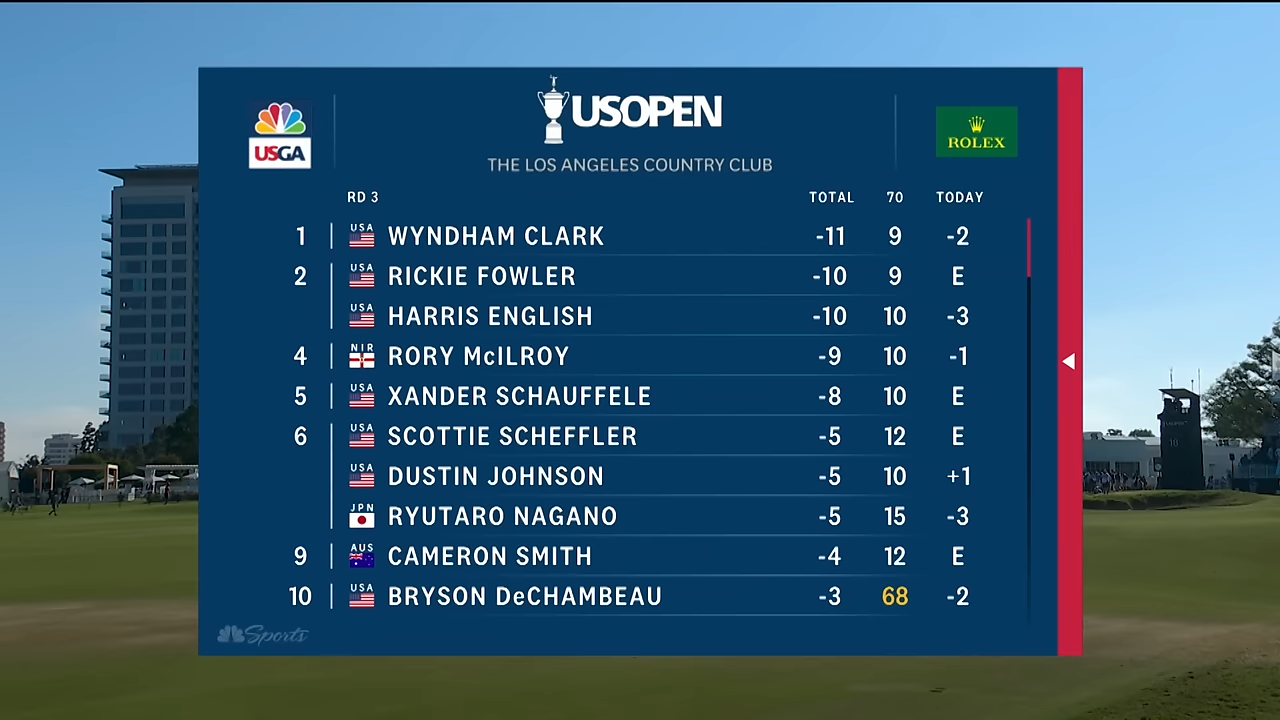 USGA
USOPEN
ROLEX
THE LOS ANGELES COUNTRY CLUB
RD 3 TOTAL 70 TODAY
1 USA WYNDHAM CLARK -11 9 -2
2 USA RICKIE FOWLER -10 9 E
USA HARRIS ENGLISH -10 10 -3
4 NIR RORY McILROY -9 10 -1
5 USA XANDER SCHAUFFELE -8 10 E
6 USA SCOTTIE SCHEFFLER -5 12 E
USA DUSTIN JOHNSON -5 10 +1
JPN RYUTARO NAGANO -5 15 -3
9 AUS CAMERON SMITH -4 12 E
10 USA BRYSON DeCHAMBEAU -3 68 -2
Sports